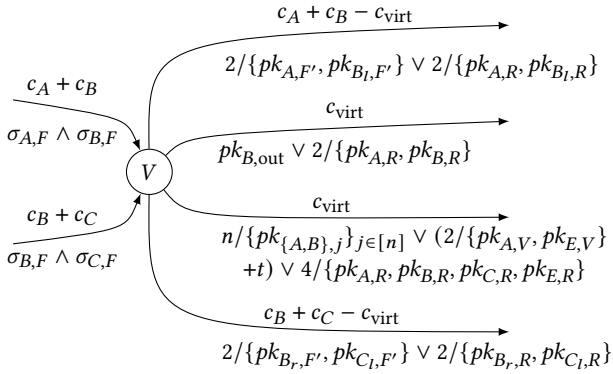 c_A + c_B − c_virt
2/{pk_{A,F′}, pk_{B_l,F′}} ∨ 2/{pk_{A,R}, pk_{B_l,R}}
c_A + c_B
σ_{A,F} ∧ σ_{B,F}
c_virt
pk_{B,out} ∨ 2/{pk_{A,R}, pk_{B,R}}
V
c_B + c_C
σ_{B,F} ∧ σ_{C,F}
c_virt
n/{pk_{{A,B},j}}_{j∈[n]} ∨ (2/{pk_{A,V}, pk_{E,V}}
+t) ∨ 4/{pk_{A,R}, pk_{B,R}, pk_{C,R}, pk_{E,R}}
c_B + c_C − c_virt
2/{pk_{B_r,F′}, pk_{C_l,F′}} ∨ 2/{pk_{B_r,R}, pk_{C_l,R}}